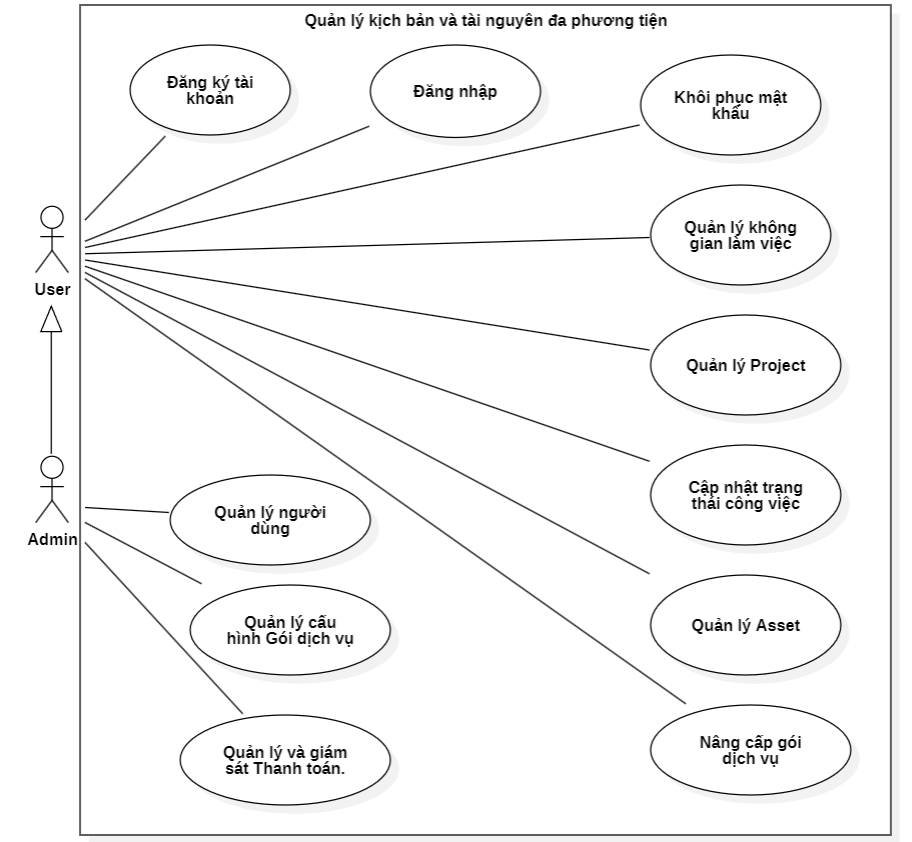 Quản lý kịch bản và tài nguyên đa phương tiện
Đăng ký tài
khoản
Đăng nhập
Khôi phục mật
khẩu
Quản lý không
gian làm việc
User
Quản lý Project
Cập nhật trạng
thái công việc
Admin
Quản lý người
dùng
Quản lý cấu
hình Gói dịch vụ
Quản lý Asset
Quản lý và giám
sát Thanh toán.
Nâng cấp gói
dịch vụ